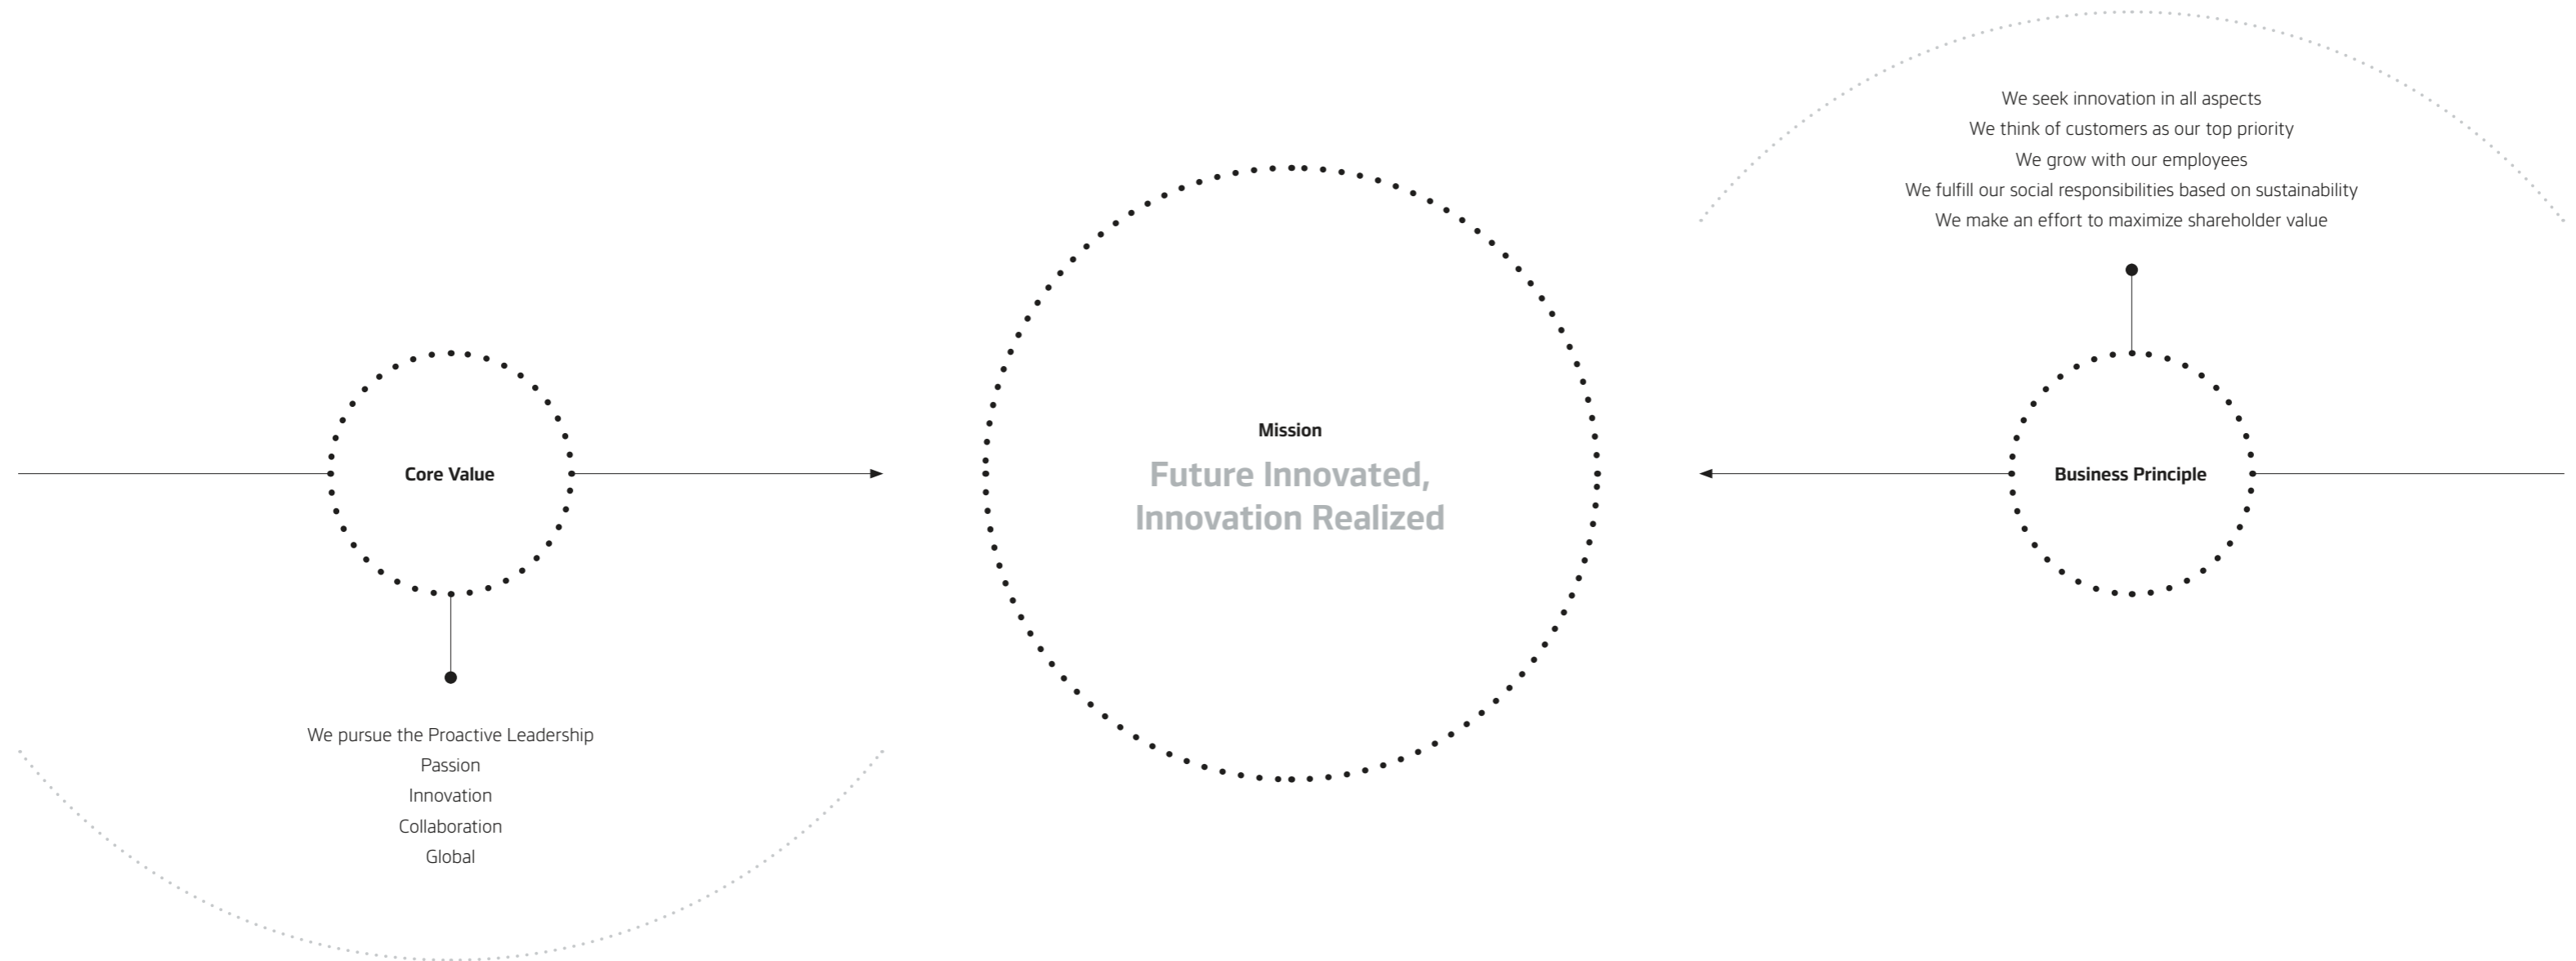 Core Value
We pursue the Proactive Leadership
Passion
Innovation
Collaboration
Global
Mission
Future Innovated,
Innovation Realized
We seek innovation in all aspects
We think of customers as our top priority
We grow with our employees
We fulfill our social responsibilities based on sustainability
We make an effort to maximize shareholder value
Business Principle